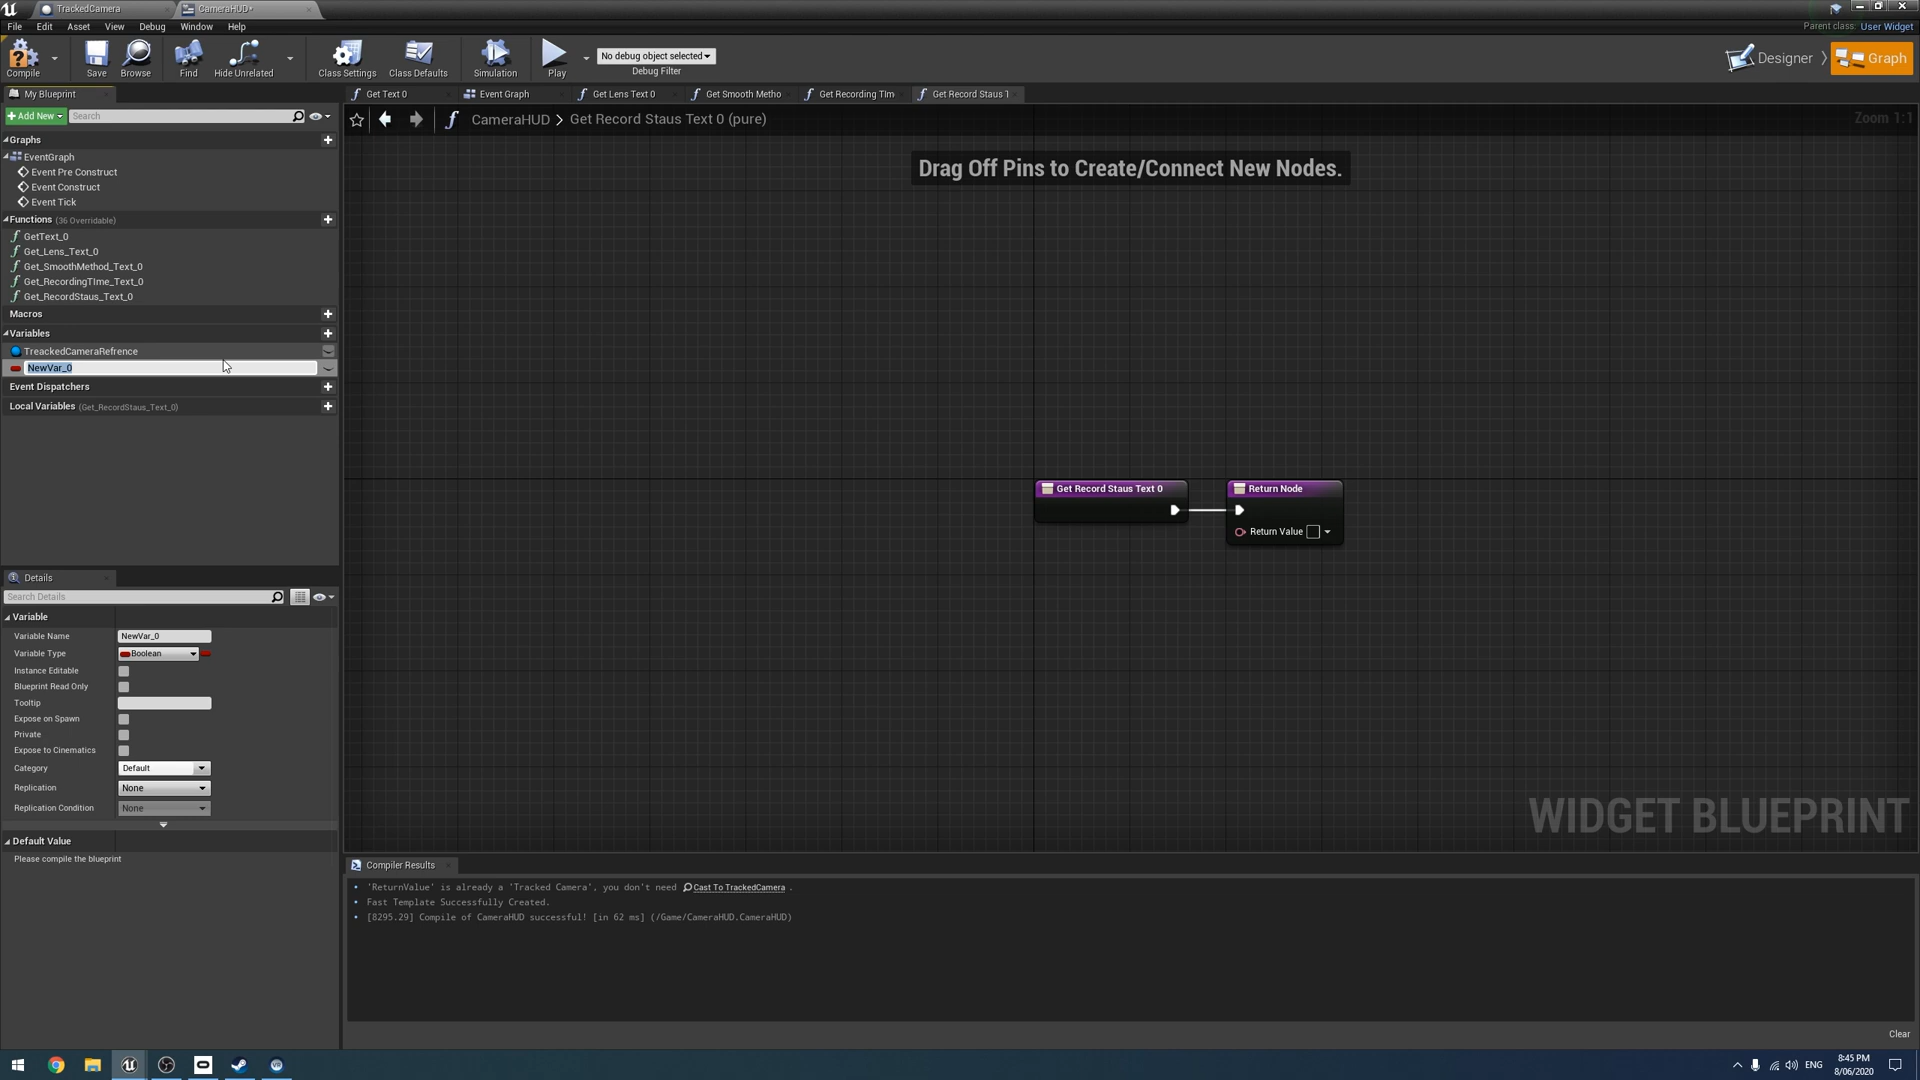 TrackedCamera
CameraHUD*
File Edit Asset View Debug Window Help
Parent class: User Widget
Compile
Save
Browse
Find
Hide Unrelated
Class Settings
Class Defaults
Simulation
Play
No debug object selected
Debug Filter
Designer
Graph
My Blueprint
Get Text 0
Event Graph
Get Lens Text 0
Get Smooth Metho
Get Recording TIm
Get Record Staus 1
Add New
Search
CameraHUD > Get Record Staus Text 0 (pure)
Zoom 1:1
Graphs
EventGraph
Event Pre Construct
Event Construct
Event Tick
Functions (36 Overridable)
GetText_0
Get_Lens_Text_0
Get_SmoothMethod_Text_0
Get_RecordingTIme_Text_0
Get_RecordStaus_Text_0
Macros
Variables
TreackedCameraRefrence
NewVar_0
Event Dispatchers
Local Variables (Get_RecordStaus_Text_0)
Drag Off Pins to Create/Connect New Nodes.
Get Record Staus Text 0
Return Node
Return Value
WIDGET BLUEPRINT
Details
Search Details
Variable
Variable Name NewVar_0
Variable Type Boolean
Instance Editable
Blueprint Read Only
Tooltip
Expose on Spawn
Private
Expose to Cinematics
Category Default
Replication None
Replication Condition None
Default Value
Please compile the blueprint
Compiler Results
'ReturnValue' is already a 'Tracked Camera', you don't need Cast To TrackedCamera .
Fast Template Successfully Created.
[8295.29] Compile of CameraHUD successful! [in 62 ms] (/Game/CameraHUD.CameraHUD)
Clear
ENG
8:45 PM
8/06/2020